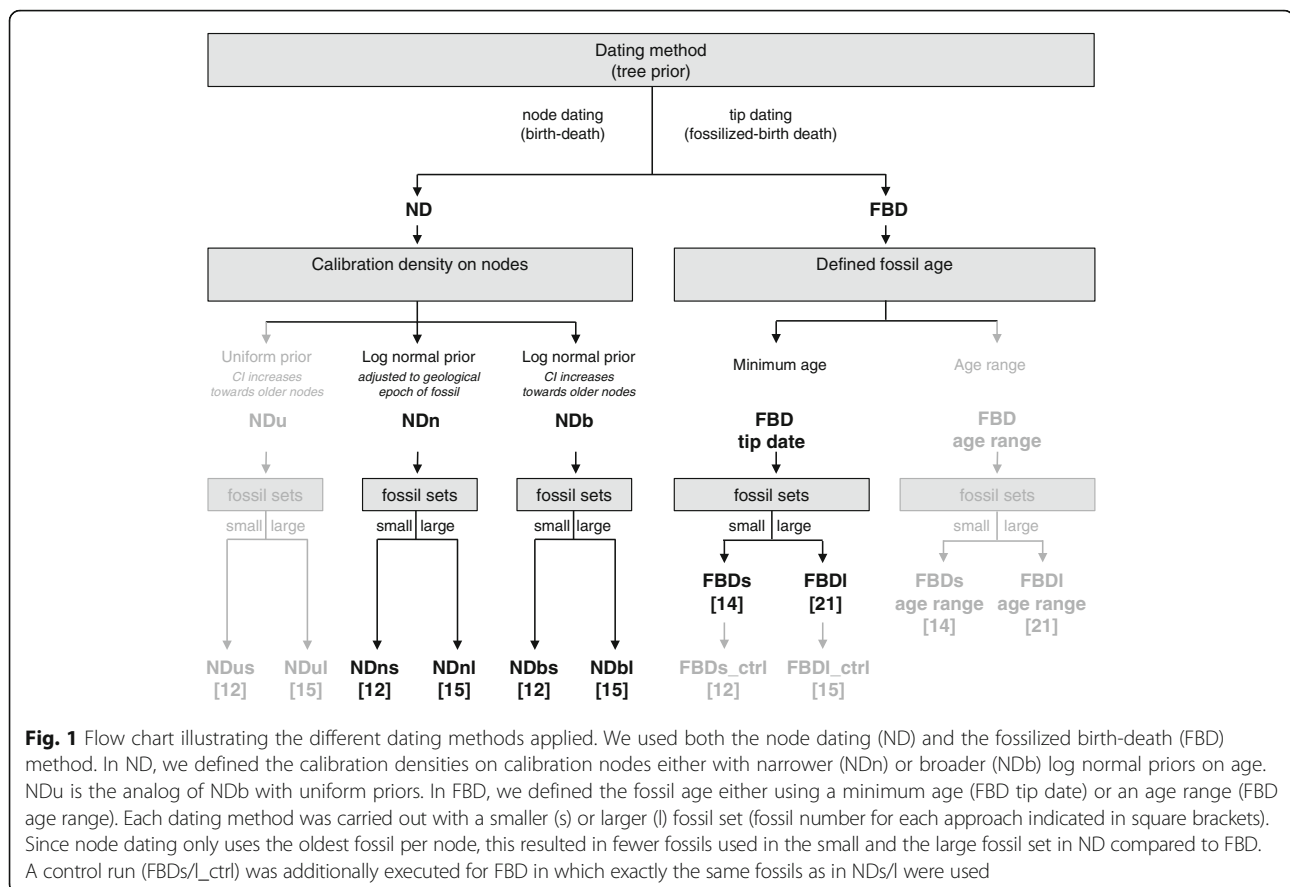 Dating method
(tree prior)
node dating
(birth-death)
tip dating
(fossilized-birth death)
ND
FBD
Calibration density on nodes
Defined fossil age
Uniform prior
CI increases
towards older nodes
Log normal prior
adjusted to geological
epoch of fossil
Log normal prior
CI increases
towards older nodes
Minimum age
Age range
NDu
NDn
NDb
FBD
tip date
FBD
age range
fossil sets
fossil sets
fossil sets
fossil sets
fossil sets
small large
small large
small large
small large
small large
FBDs
[14]
FBDl
[21]
FBDs
age range
[14]
FBDl
age range
[21]
NDus
[12]
NDul
[15]
NDns
[12]
NDnl
[15]
NDbs
[12]
NDbl
[15]
FBDs_ctrl
[12]
FBDl_ctrl
[15]
Fig. 1 Flow chart illustrating the different dating methods applied. We used both the node dating (ND) and the fossilized birth-death (FBD)
method. In ND, we defined the calibration densities on calibration nodes either with narrower (NDn) or broader (NDb) log normal priors on age.
NDu is the analog of NDb with uniform priors. In FBD, we defined the fossil age either using a minimum age (FBD tip date) or an age range (FBD
age range). Each dating method was carried out with a smaller (s) or larger (l) fossil set (fossil number for each approach indicated in square brackets).
Since node dating only uses the oldest fossil per node, this resulted in fewer fossils used in the small and the large fossil set in ND compared to FBD.
A control run (FBDs/l_ctrl) was additionally executed for FBD in which exactly the same fossils as in NDs/l were used